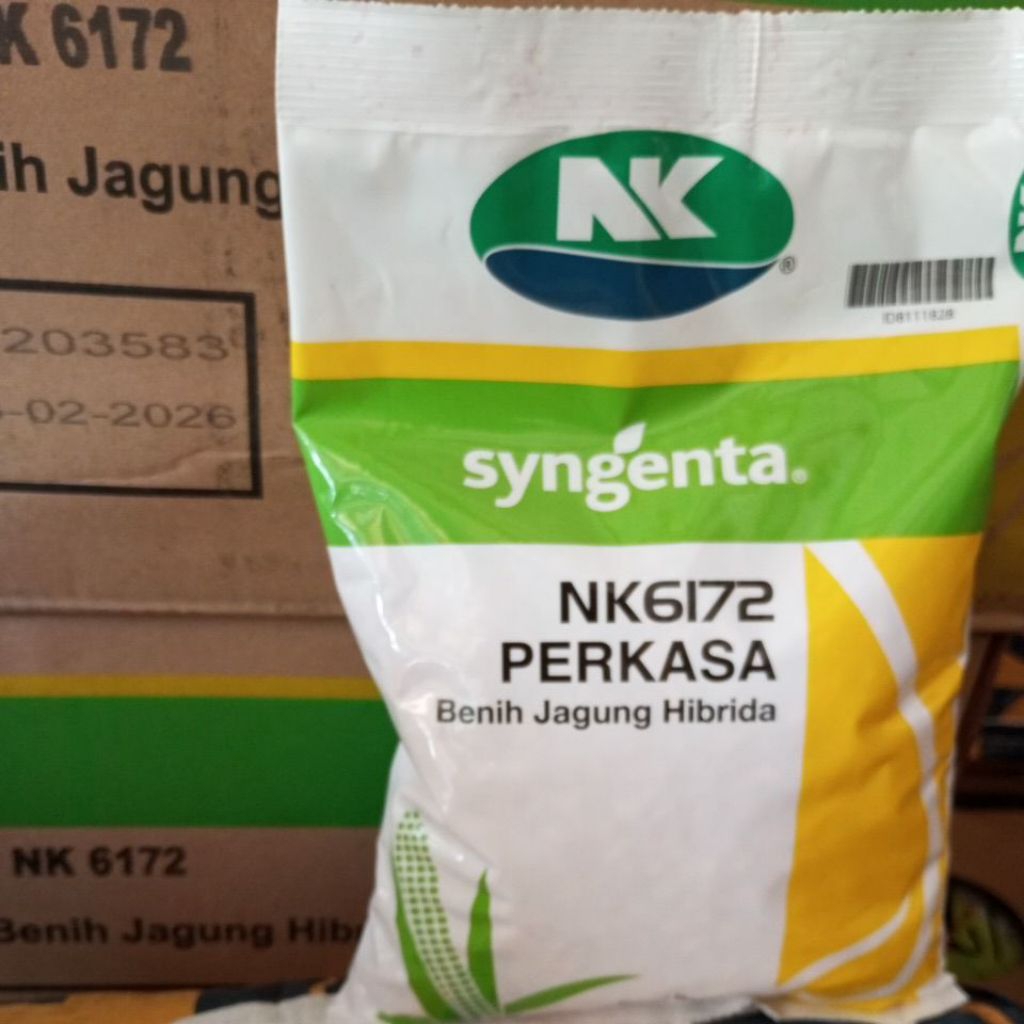 K 6172
ih Jagung
203583
-02-2026
NK 6172
Benih Jagung Hib
NK
®
ID8111828
syngenta.
NK6172
PERKASA
Benih Jagung Hibrida